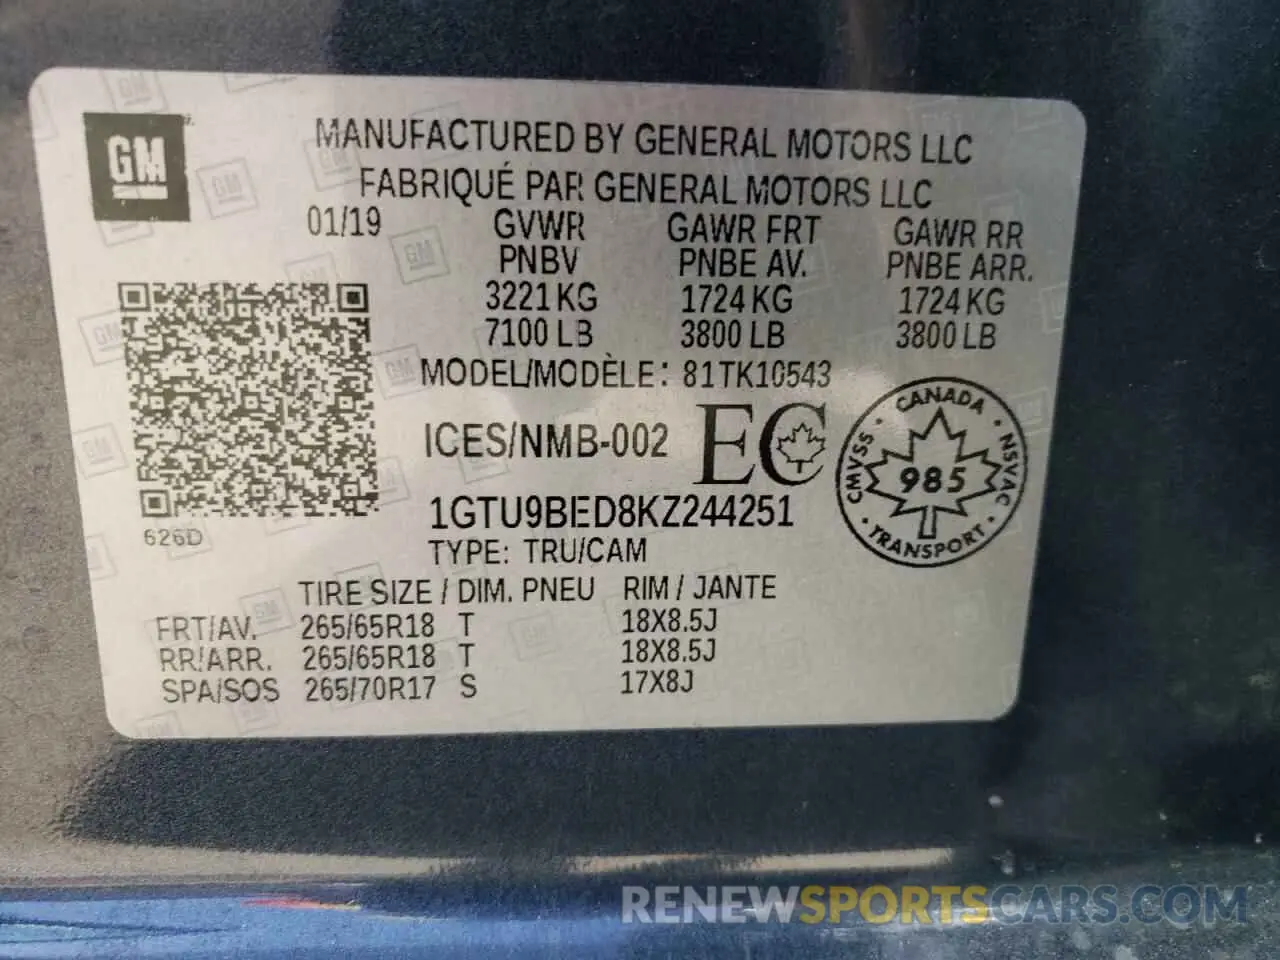 GM
MANUFACTURED BY GENERAL MOTORS LLC
FABRIQUÉ PAR GENERAL MOTORS LLC
01/19 GVWR GAWR FRT GAWR RR
PNBV PNBE AV. PNBE ARR.
3221 KG 1724 KG 1724 KG
7100 LB 3800 LB 3800 LB
MODEL/MODÈLE: 81TK10543
ICES/NMB-002 EC
CANADA CMVSS 985 NSVAC TRANSPORT
1GTU9BED8KZ244251
626D
TYPE: TRU/CAM
TIRE SIZE / DIM. PNEU RIM / JANTE
FRT/AV. 265/65R18 T 18X8.5J
RR/ARR. 265/65R18 T 18X8.5J
SPA/SOS 265/70R17 S 17X8J
RENEWSPORTSCARS.COM